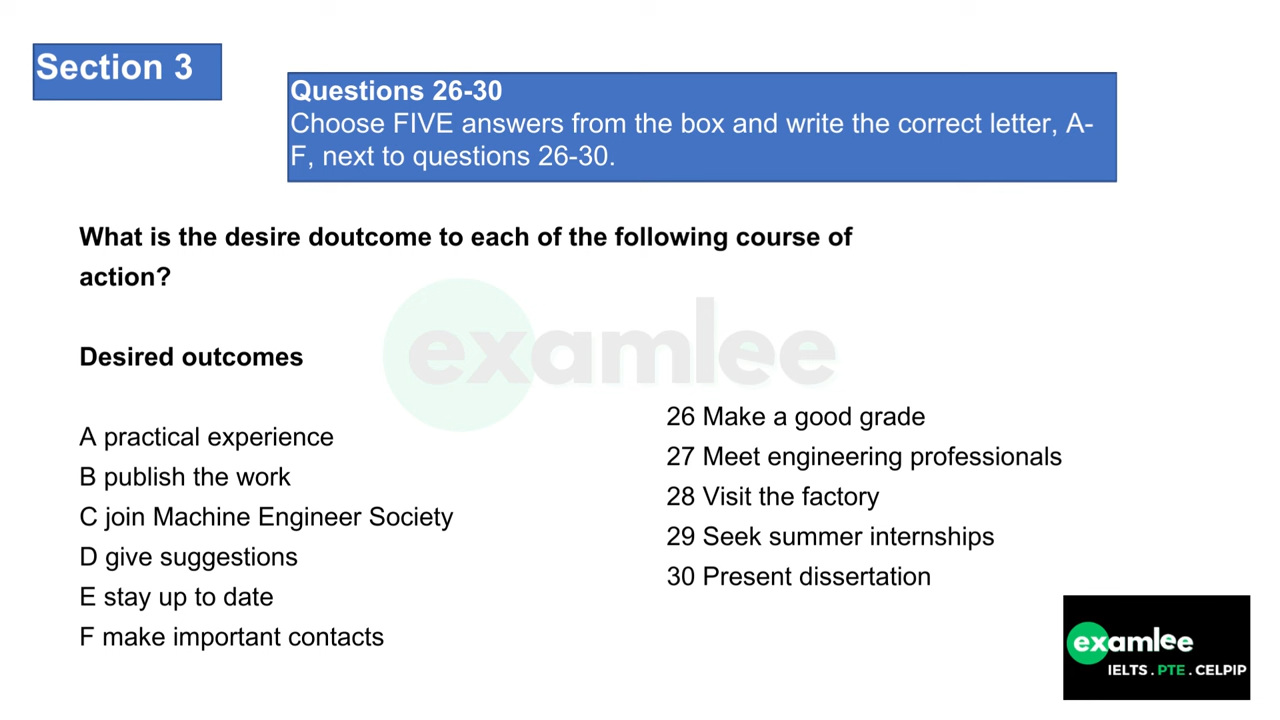 Section 3
Questions 26-30
Choose FIVE answers from the box and write the correct letter, A-
F, next to questions 26-30.
What is the desire doutcome to each of the following course of
action?
examlee
Desired outcomes
A practical experience
B publish the work
C join Machine Engineer Society
D give suggestions
E stay up to date
F make important contacts
26 Make a good grade
27 Meet engineering professionals
28 Visit the factory
29 Seek summer internships
30 Present dissertation
examlee
IELTS . PTE . CELPIP